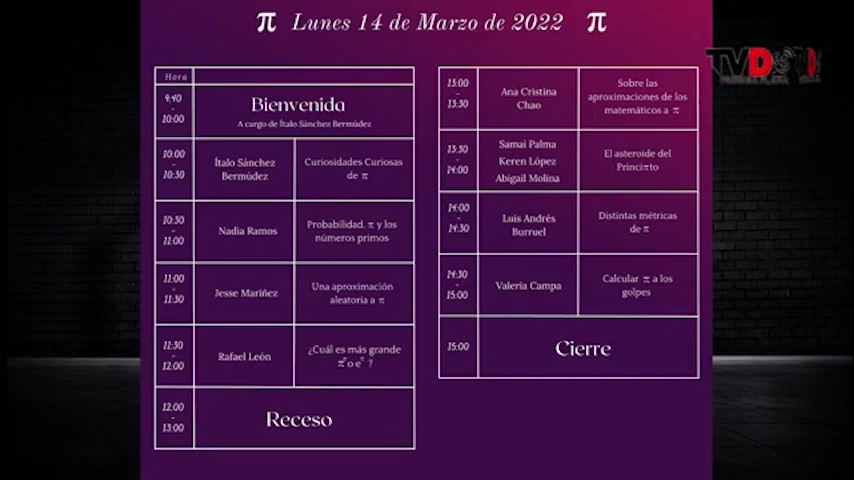 π Lunes 14 de Marzo de 2022 π
TVD
Hora
9:40
-
10:00
Bienvenida
A cargo de Ítalo Sánchez Bermúdez
10:00
-
10:30
Ítalo Sánchez
Bermúdez
Curiosidades Curiosas
de π
10:30
-
11:00
Nadia Ramos
Probabilidad, π y los
números primos
11:00
-
11:30
Jesse Mariñez
Una aproximación
aleatoria a π
11:30
-
12:00
Rafael León
¿Cuál es más grande
πᵉ o eπ ?
12:00
-
13:00
Receso
13:00
-
13:30
Ana Cristina
Chao
Sobre las
aproximaciones de los
matemáticos a π
13:30
-
14:00
Samai Palma
Keren López
Abigail Molina
El asteroide del
Princiπto
14:00
-
14:30
Luis Andrés
Burruel
Distintas métricas
de π
14:30
-
15:00
Valeria Campa
Calcular π a los
golpes
15:00
Cierre